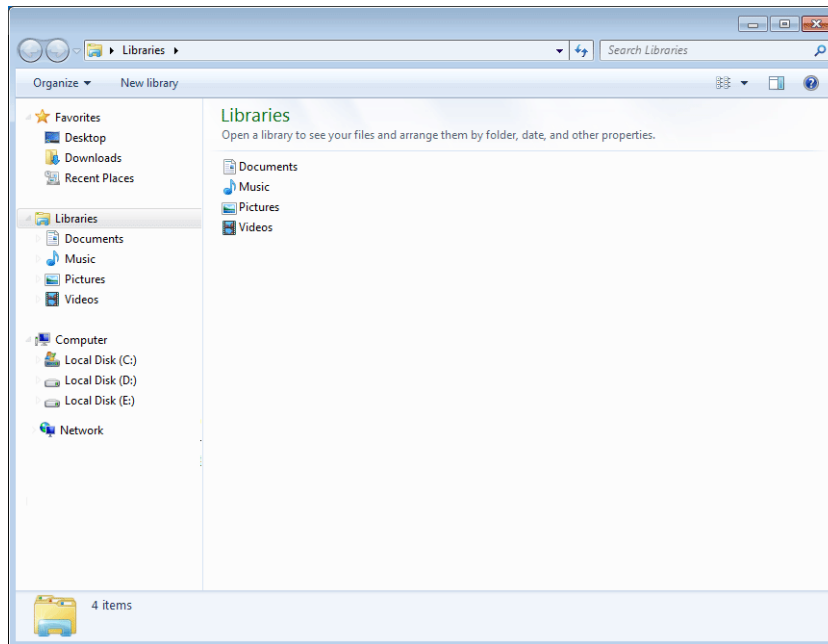 Libraries
Search Libraries
Organize
New library
Favorites
Desktop
Downloads
Recent Places
Libraries
Documents
Music
Pictures
Videos
Computer
Local Disk (C:)
Local Disk (D:)
Local Disk (E:)
Network
Libraries
Open a library to see your files and arrange them by folder, date, and other properties.
Documents
Music
Pictures
Videos
4 items